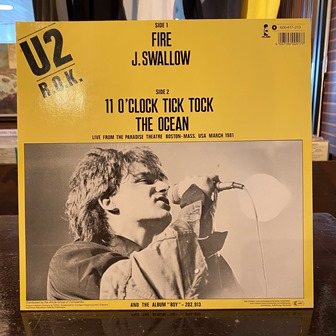 U2
R.O.K.
SIDE 1
FIRE
J. SWALLOW
SIDE 2
11 O'CLOCK TICK TOCK
THE OCEAN
LIVE FROM THE PARADISE THEATRE BOSTON-MASS. USA MARCH 1981
AND THE ALBUM "BOY" - 202.913